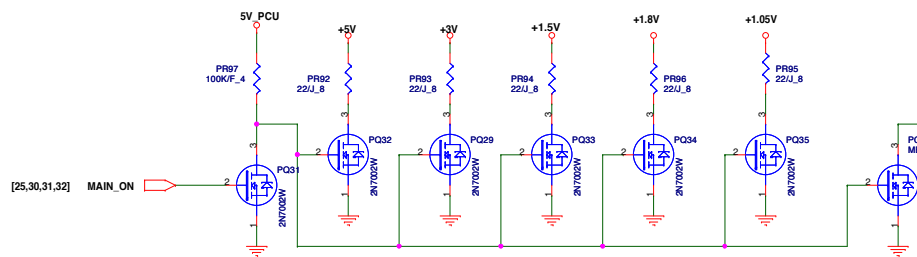 5V_PCU
+5V
+3V
+1.5V
+1.8V
+1.05V
PR97
100K/F_4
PR92
22/J_8
PR93
22/J_8
PR94
22/J_8
PR96
22/J_8
PR95
22/J_8
3
3
3
3
3
3
3
PQ32
PQ29
PQ33
PQ34
PQ35
2
2
2
2
2
2
2
PQ31
[25,30,31,32]
MAIN_ON
2N7002W
2N7002W
2N7002W
2N7002W
2N7002W
2N7002W
1
1
1
1
1
1
1